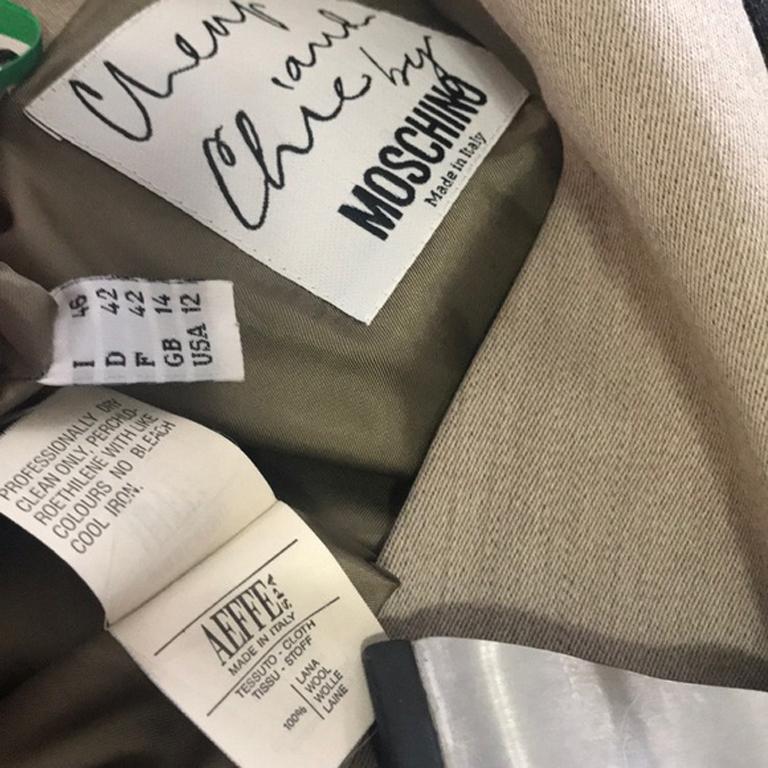 Cheap
and
Chic by
MOSCHINO
Made in Italy
I 46
D 42
F 42
GB 14
USA 12
PROFESSIONALLY DRY
CLEAN ONLY, PERCHLO-
ROETHILENE WITH LIKE
COLOURS. NO BLEACH
COOL IRON.
AEFFE S.P.A
MADE IN ITALY
TESSUTO - CLOTH
TISSU - STOFF
100% LANA
WOOL
WOLLE
LAINE